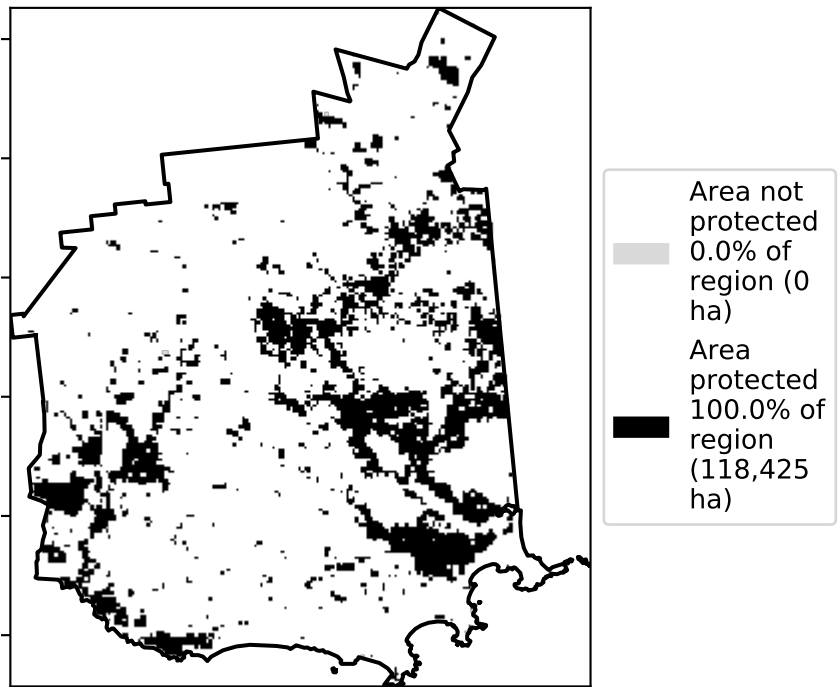 Area not
protected
0.0% of
region (0
ha)
Area
protected
100.0% of
region
(118,425
ha)